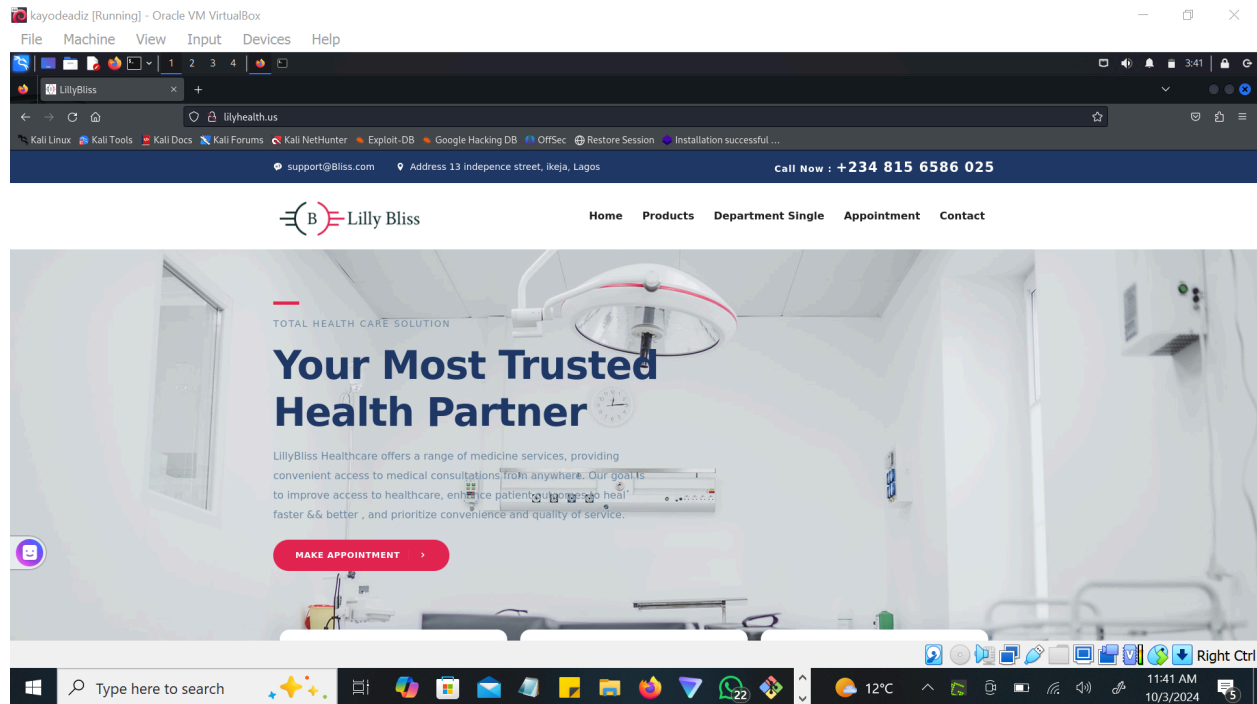 kayodeadiz [Running] - Oracle VM VirtualBox
File Machine View Input Devices Help
1 2 3 4 3:41
LillyBliss
lilyhealth.us
Kali Linux Kali Tools Kali Docs Kali Forums Kali NetHunter Exploit-DB Google Hacking DB OffSec Restore Session Installation successful ...
support@Bliss.com Address 13 indepence street, ikeja, Lagos Call Now : +234 815 6586 025
B Lilly Bliss Home Products Department Single Appointment Contact
TOTAL HEALTH CARE SOLUTION
Your Most Trusted
Health Partner
LillyBliss Healthcare offers a range of medicine services, providing
convenient access to medical consultations from anywhere. Our goal is
to improve access to healthcare, enhance patient outcomes to heal
faster && better , and prioritize convenience and quality of service.
MAKE APPOINTMENT
Right Ctrl
Type here to search 22 12°C 11:41 AM
10/3/2024 5